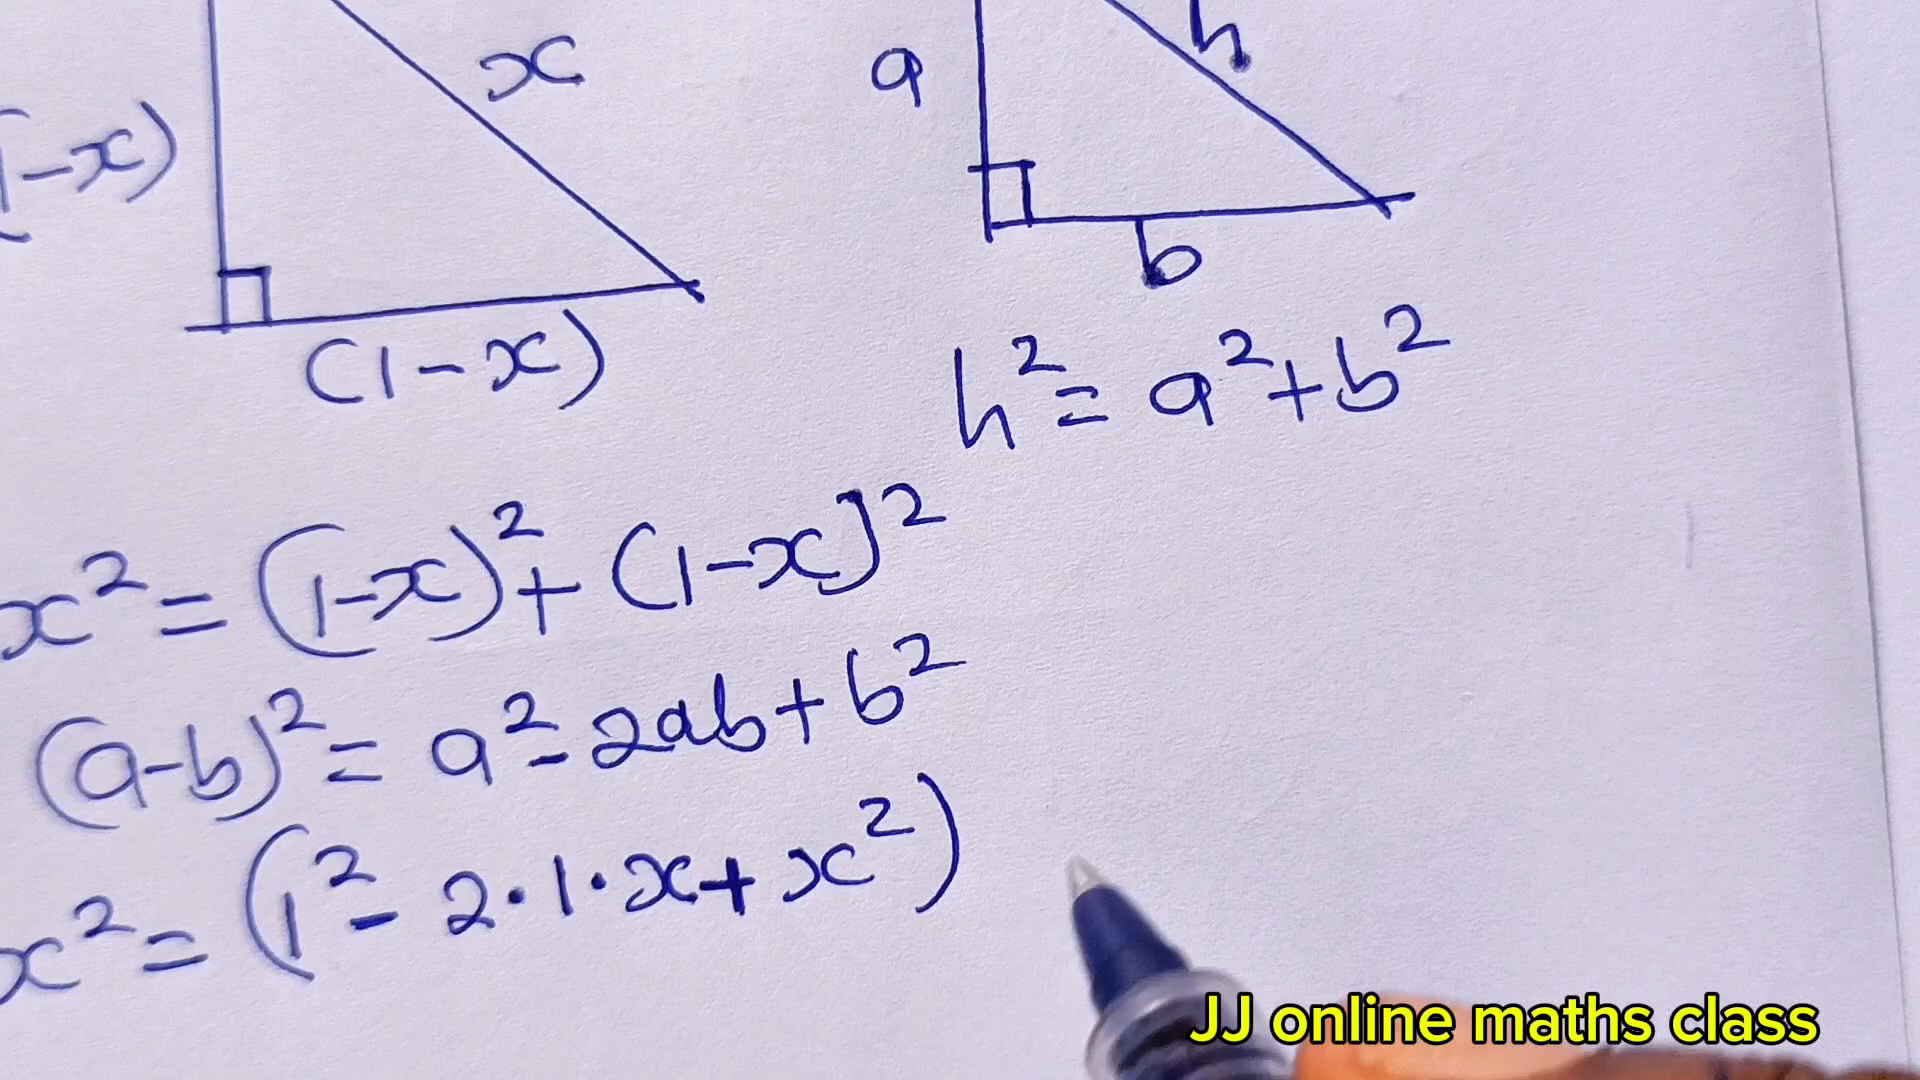 x
h
a
(1-x)
b
(1-x)
h² = a² + b²
x² = (1-x)² + (1-x]²
(a-b)² = a² - 2ab + b²
x² = (1² - 2·1·x + x²)
JJ online maths class